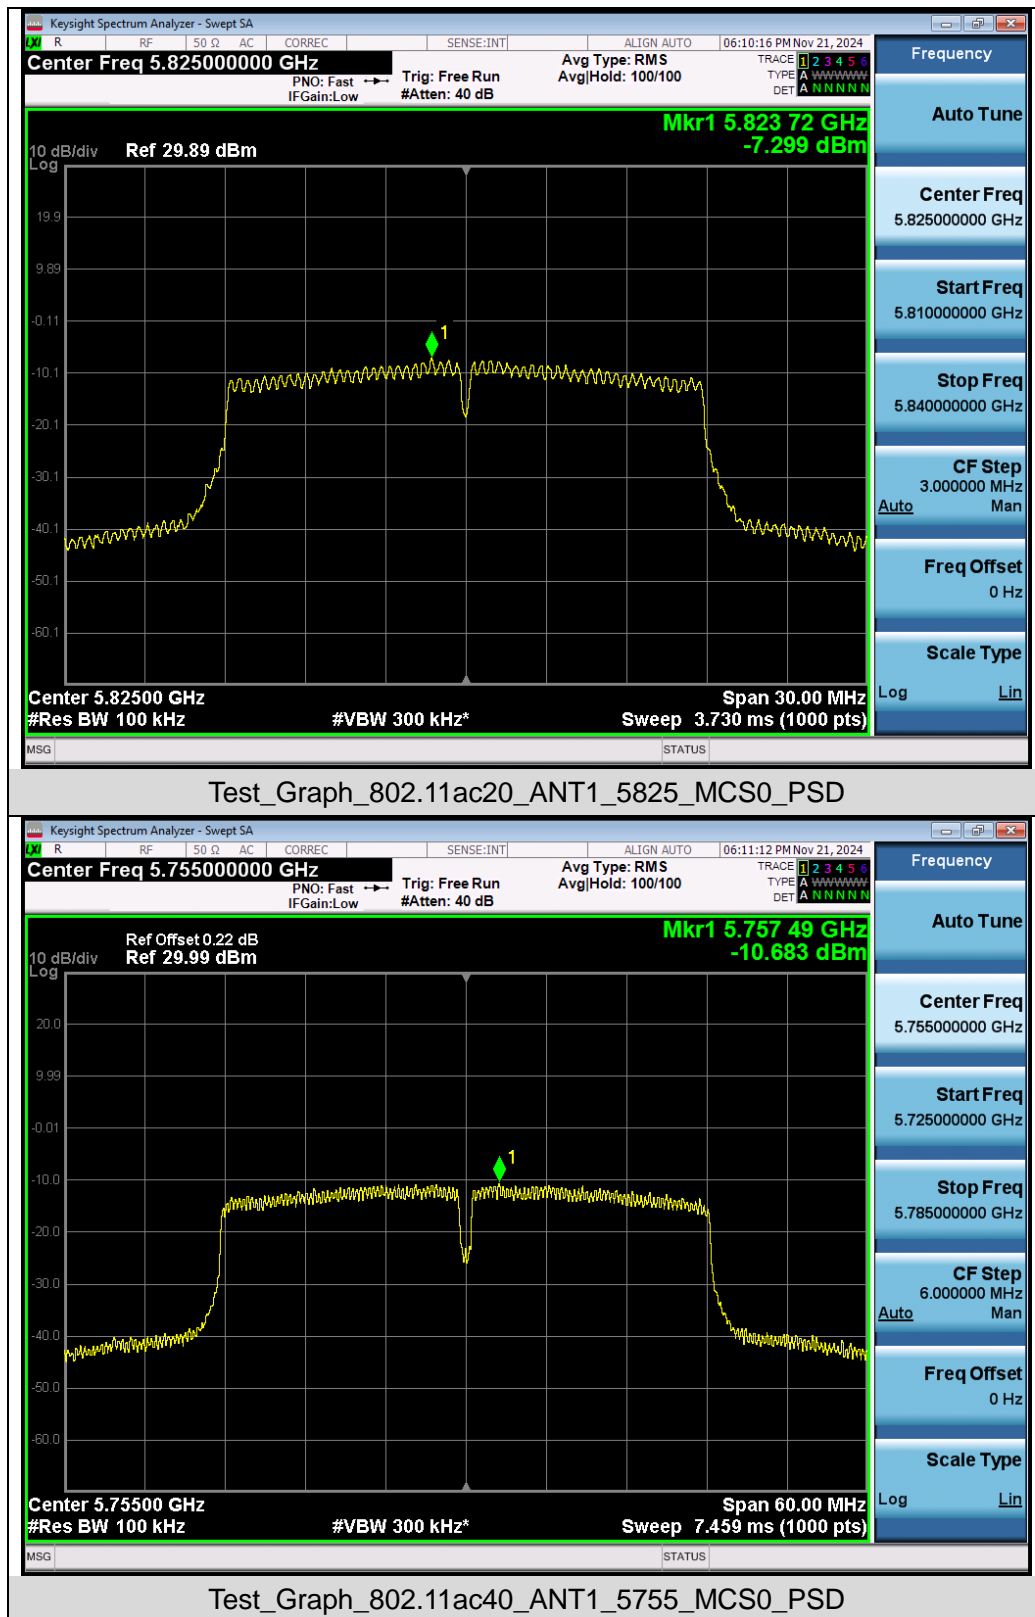 Keysight Spectrum Analyzer - Swept SA
LXI R RF 50 Ω AC CORREC SENSE:INT ALIGN AUTO 06:10:16 PM Nov 21, 2024
Center Freq 5.825000000 GHz
PNO: Fast
IFGain:Low
Trig: Free Run
#Atten: 40 dB
Avg Type: RMS
Avg|Hold: 100/100
TRACE 1 2 3 4 5 6
TYPE A WWWWW
DET A N N N N N
Mkr1 5.823 72 GHz
-7.299 dBm
10 dB/div Ref 29.89 dBm
Log
19.9
9.89
-0.11
1
-10.1
-20.1
-30.1
-40.1
-50.1
-60.1
Center 5.82500 GHz Span 30.00 MHz
#Res BW 100 kHz #VBW 300 kHz* Sweep 3.730 ms (1000 pts)
MSG STATUS
Frequency
Auto Tune
Center Freq
5.825000000 GHz
Start Freq
5.810000000 GHz
Stop Freq
5.840000000 GHz
CF Step
3.000000 MHz
Auto Man
Freq Offset
0 Hz
Scale Type
Log Lin
Test_Graph_802.11ac20_ANT1_5825_MCS0_PSD
Keysight Spectrum Analyzer - Swept SA
LXI R RF 50 Ω AC CORREC SENSE:INT ALIGN AUTO 06:11:12 PM Nov 21, 2024
Center Freq 5.755000000 GHz
PNO: Fast
IFGain:Low
Trig: Free Run
#Atten: 40 dB
Avg Type: RMS
Avg|Hold: 100/100
TRACE 1 2 3 4 5 6
TYPE A WWWWW
DET A N N N N N
Mkr1 5.757 49 GHz
-10.683 dBm
Ref Offset 0.22 dB
10 dB/div Ref 29.99 dBm
Log
20.0
9.99
-0.01
1
-10.0
-20.0
-30.0
-40.0
-50.0
-60.0
Center 5.75500 GHz Span 60.00 MHz
#Res BW 100 kHz #VBW 300 kHz* Sweep 7.459 ms (1000 pts)
MSG STATUS
Frequency
Auto Tune
Center Freq
5.755000000 GHz
Start Freq
5.725000000 GHz
Stop Freq
5.785000000 GHz
CF Step
6.000000 MHz
Auto Man
Freq Offset
0 Hz
Scale Type
Log Lin
Test_Graph_802.11ac40_ANT1_5755_MCS0_PSD